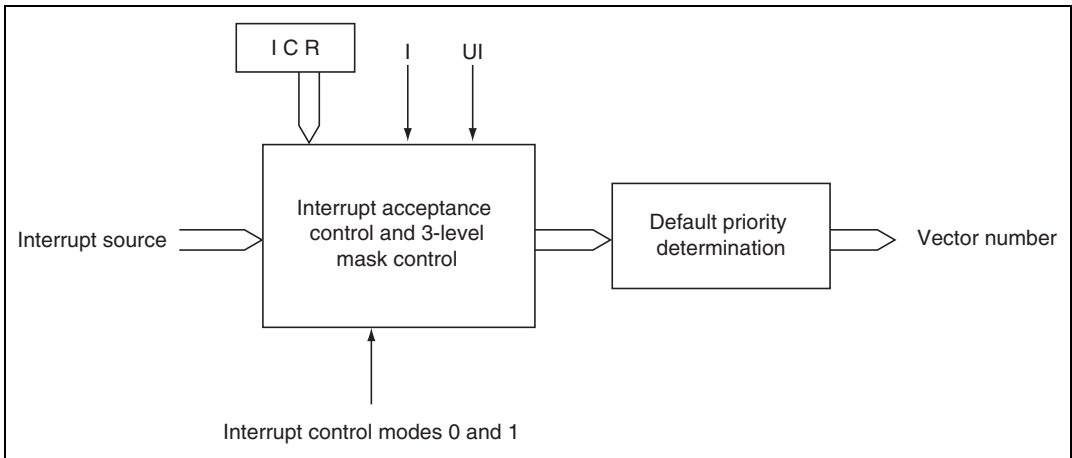 I C R
I
UI
Interrupt source
Interrupt acceptance
control and 3-level
mask control
Default priority
determination
Vector number
Interrupt control modes 0 and 1